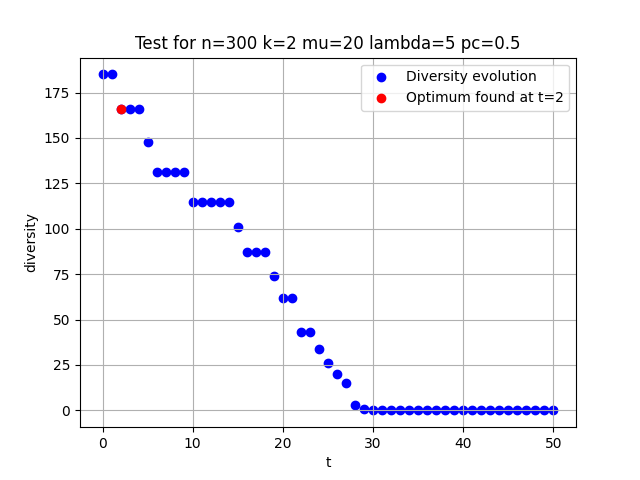 Test for n=300 k=2 mu=20 lambda=5 pc=0.5
Diversity evolution
Optimum found at t=2
175
150
125
100
75
50
25
0
diversity
0 10 20 30 40 50
t